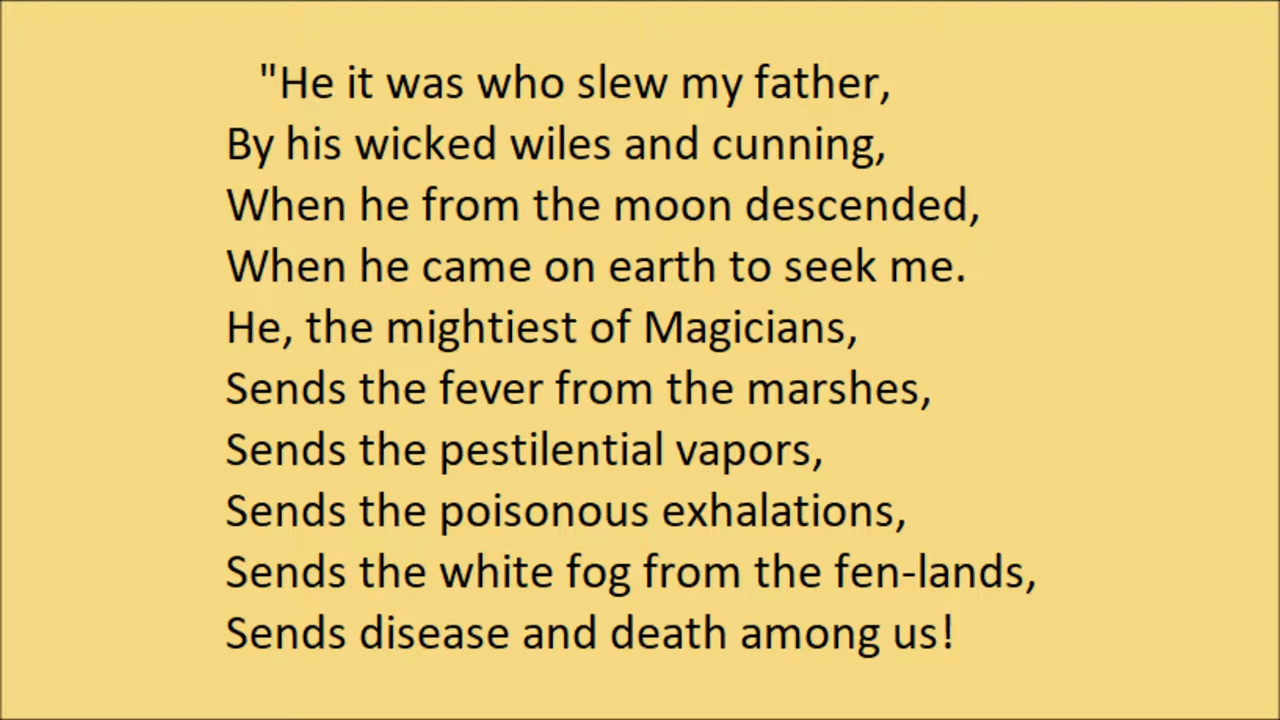 "He it was who slew my father,
By his wicked wiles and cunning,
When he from the moon descended,
When he came on earth to seek me.
He, the mightiest of Magicians,
Sends the fever from the marshes,
Sends the pestilential vapors,
Sends the poisonous exhalations,
Sends the white fog from the fen-lands,
Sends disease and death among us!